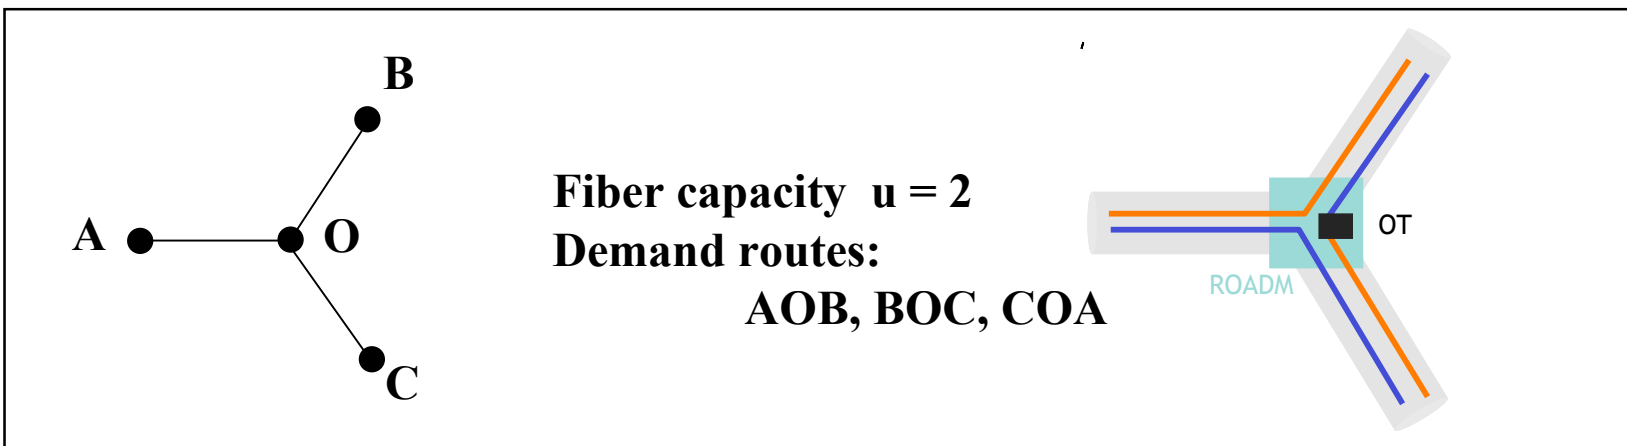 B
A
O
C
Fiber capacity u = 2
Demand routes:
AOB, BOC, COA
OT
ROADM